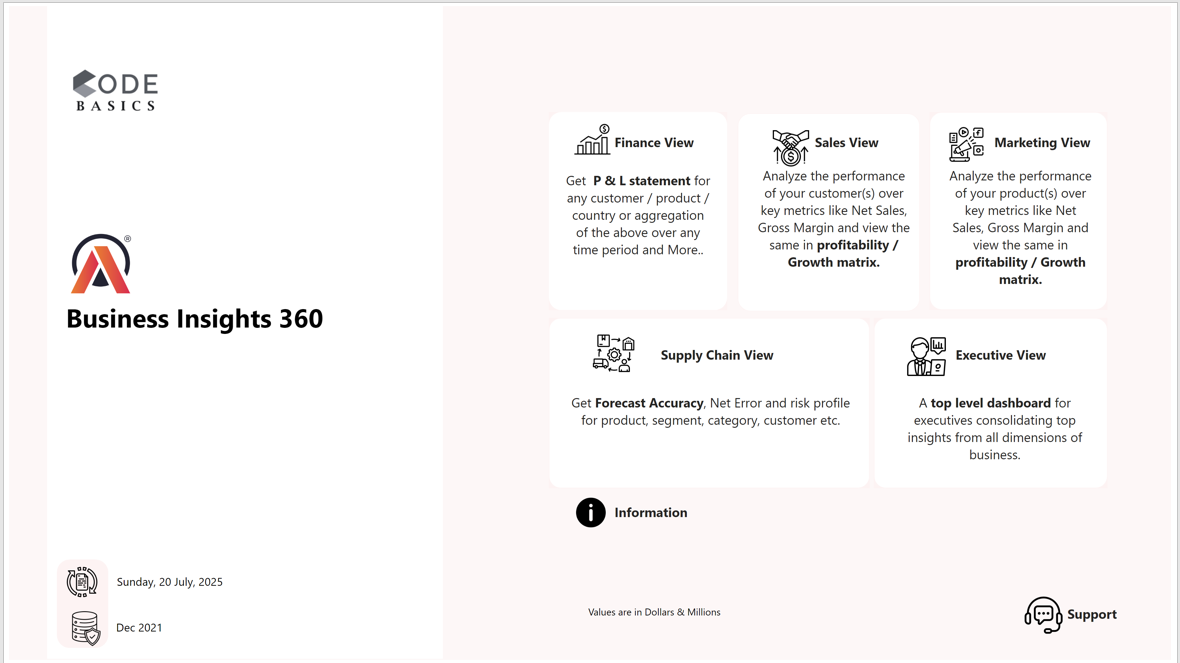 CODE
BASICS
®
Business Insights 360
Sunday, 20 July, 2025
Dec 2021
Finance View
Get P & L statement for
any customer / product /
country or aggregation
of the above over any
time period and More..
Sales View
Analyze the performance
of your customer(s) over
key metrics like Net Sales,
Gross Margin and view the
same in profitability /
Growth matrix.
Marketing View
Analyze the performance
of your product(s) over
key metrics like Net
Sales, Gross Margin and
view the same in
profitability / Growth
matrix.
Supply Chain View
Get Forecast Accuracy, Net Error and risk profile
for product, segment, category, customer etc.
Executive View
A top level dashboard for
executives consolidating top
insights from all dimensions of
business.
Information
Values are in Dollars & Millions
Support